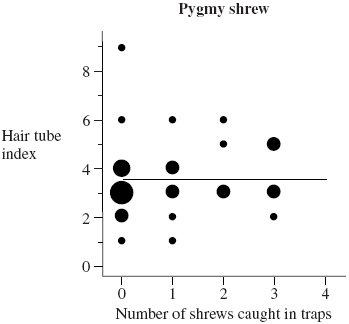 Pygmy shrew
8
6
Hair tube
index
4
2
0
0 1 2 3 4
Number of shrews caught in traps